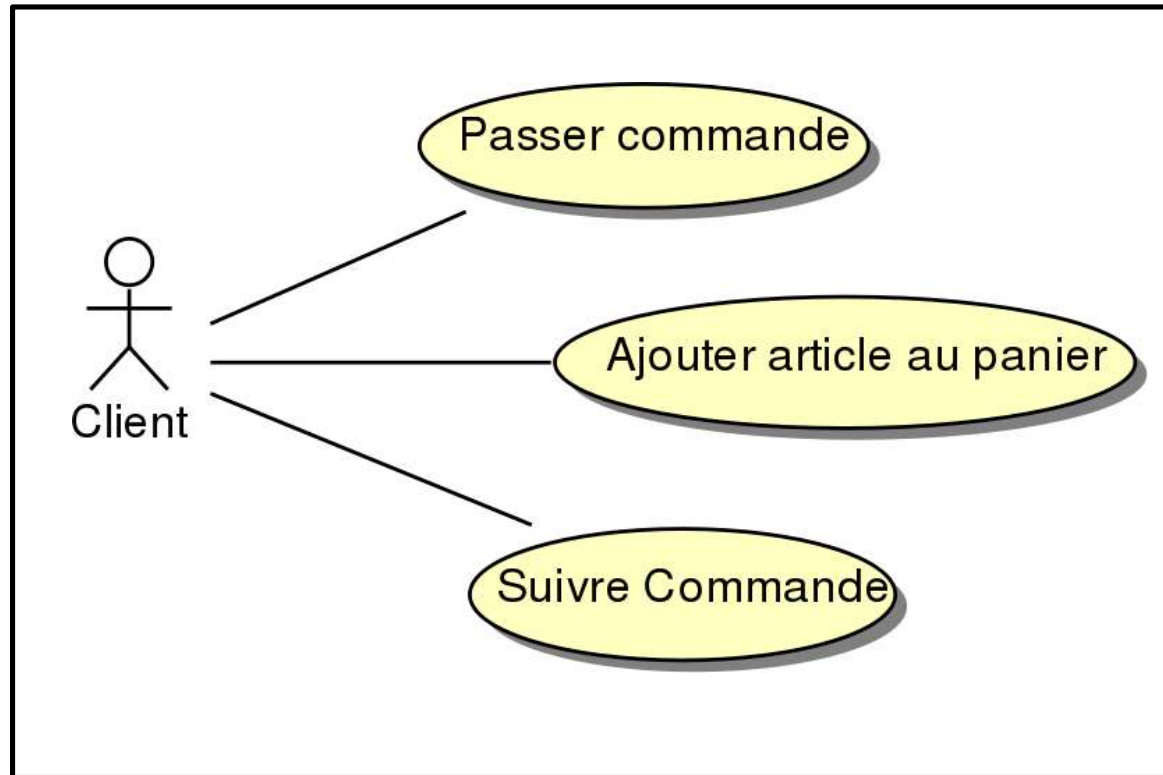 Passer commande
Ajouter article au panier
Client
Suivre Commande